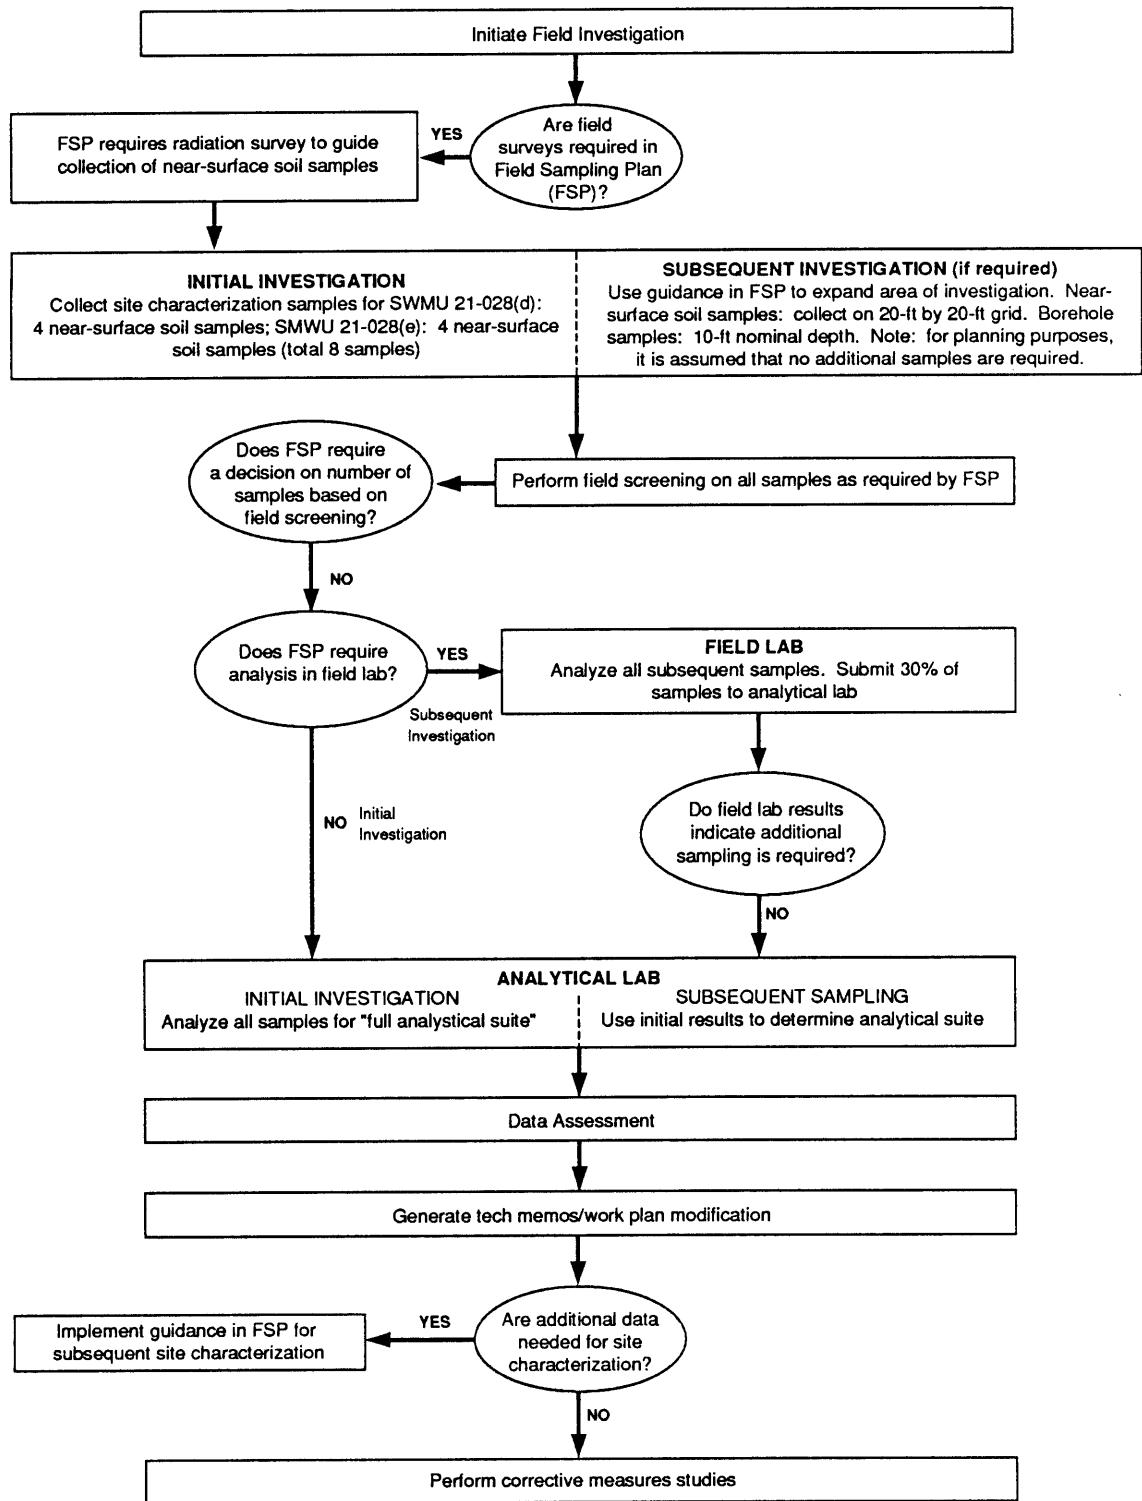 Initiate Field Investigation
Are field
surveys required in
Field Sampling Plan
(FSP)?
YES
FSP requires radiation survey to guide
collection of near-surface soil samples
INITIAL INVESTIGATION
Collect site characterization samples for SWMU 21-028(d):
4 near-surface soil samples; SMWU 21-028(e): 4 near-surface
soil samples (total 8 samples)
SUBSEQUENT INVESTIGATION (if required)
Use guidance in FSP to expand area of investigation. Near-
surface soil samples: collect on 20-ft by 20-ft grid. Borehole
samples: 10-ft nominal depth. Note: for planning purposes,
it is assumed that no additional samples are required.
Perform field screening on all samples as required by FSP
Does FSP require
a decision on number of
samples based on
field screening?
NO
Does FSP require
analysis in field lab?
YES
Subsequent
Investigation
FIELD LAB
Analyze all subsequent samples. Submit 30% of
samples to analytical lab
NO Initial
Investigation
Do field lab results
indicate additional
sampling is required?
NO
ANALYTICAL LAB
INITIAL INVESTIGATION
Analyze all samples for "full analystical suite"
SUBSEQUENT SAMPLING
Use initial results to determine analytical suite
Data Assessment
Generate tech memos/work plan modification
Are additional data
needed for site
characterization?
YES
Implement guidance in FSP for
subsequent site characterization
NO
Perform corrective measures studies